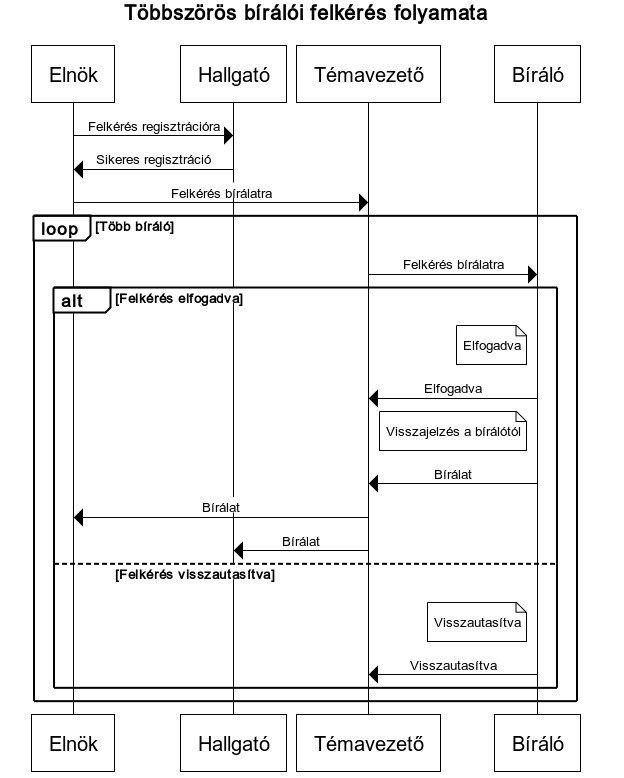 Többszörös bírálói felkérés folyamata
Elnök
Hallgató
Témavezető
Bíráló
Felkérés regisztrációra
Sikeres regisztráció
Felkérés bírálatra
loop
[Több bíráló]
Felkérés bírálatra
alt
[Felkérés elfogadva]
Elfogadva
Elfogadva
Visszajelzés a bírálótól
Bírálat
Bírálat
Bírálat
[Felkérés visszautasítva]
Visszautasítva
Visszautasítva
Elnök
Hallgató
Témavezető
Bíráló